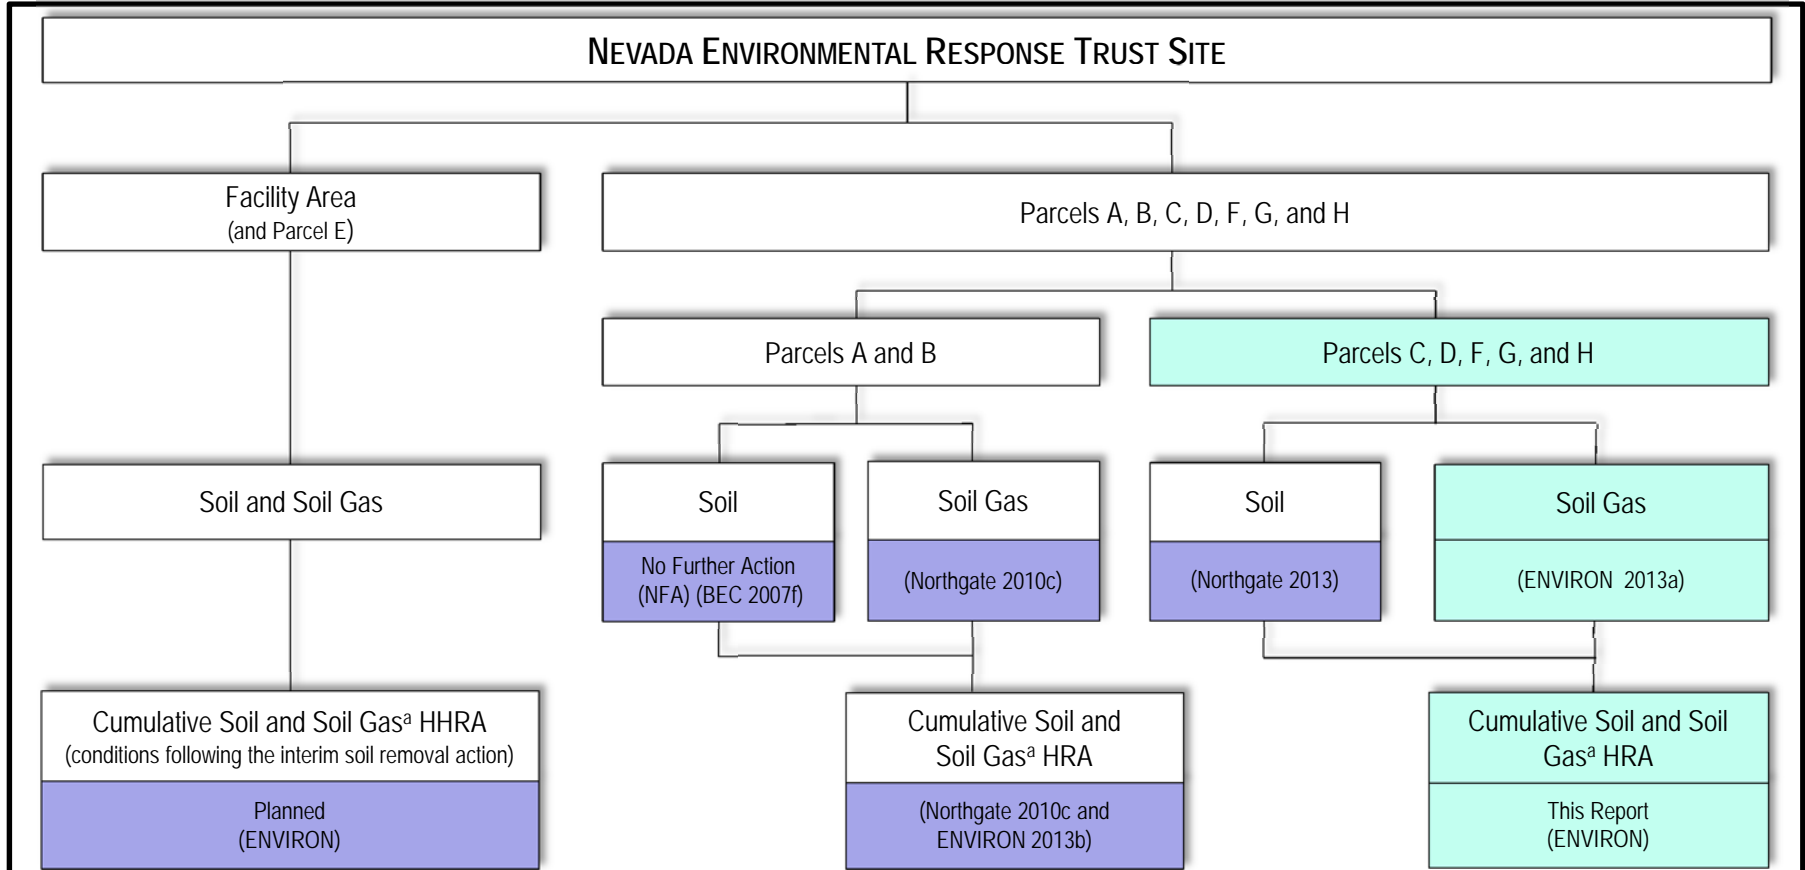 NEVADA ENVIRONMENTAL RESPONSE TRUST SITE
Facility Area
(and Parcel E)
Parcels A, B, C, D, F, G, and H
Parcels A and B
Parcels C, D, F, G, and H
Soil and Soil Gas
Soil
No Further Action
(NFA) (BEC 2007f)
Soil Gas
(Northgate 2010c)
Soil
(Northgate 2013)
Soil Gas
(ENVIRON 2013a)
Cumulative Soil and Soil Gasᵃ HHRA
(conditions following the interim soil removal action)
Planned
(ENVIRON)
Cumulative Soil and
Soil Gasᵃ HRA
(Northgate 2010c and
ENVIRON 2013b)
Cumulative Soil and Soil
Gasᵃ HRA
This Report
(ENVIRON)